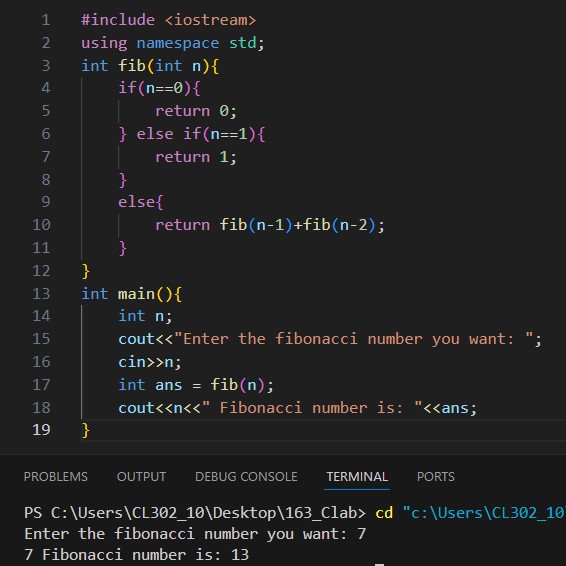 1 #include <iostream>
2 using namespace std;
3 int fib(int n){
4     if(n==0){
5         return 0;
6     } else if(n==1){
7         return 1;
8     }
9     else{
10         return fib(n-1)+fib(n-2);
11     }
12 }
13 int main(){
14     int n;
15     cout<<"Enter the fibonacci number you want: ";
16     cin>>n;
17     int ans = fib(n);
18     cout<<n<<" Fibonacci number is: "<<ans;
19 }
PROBLEMS OUTPUT DEBUG CONSOLE TERMINAL PORTS
PS C:\Users\CL302_10\Desktop\163_Clab> cd "c:\Users\CL302_10
Enter the fibonacci number you want: 7
7 Fibonacci number is: 13